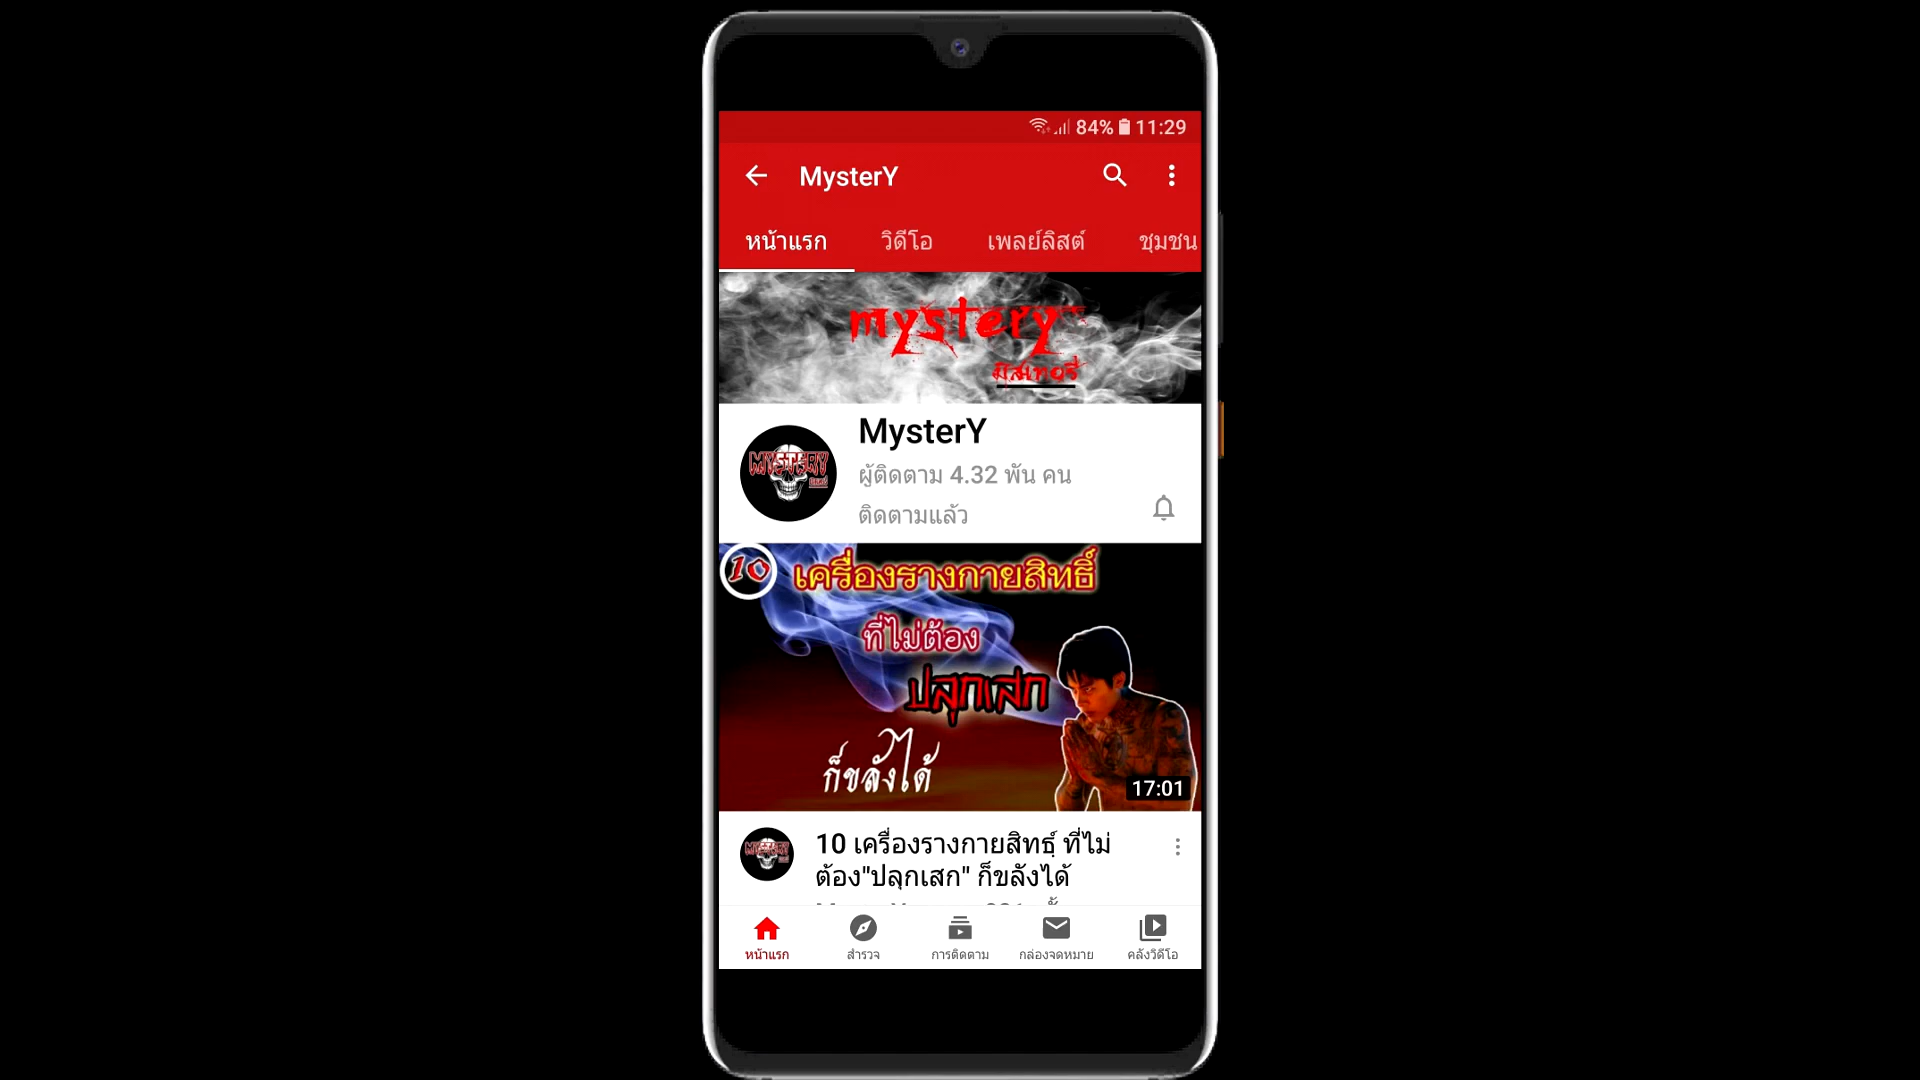 84% 11:29
MysterY
หน้าแรก วิดีโอ เพลย์ลิสต์ ชุมชน
mystery
มิสเทอรี่
MYSTERY
MysterY
ผู้ติดตาม 4.32 พัน คน
ติดตามแล้ว
10 เครื่องรางกายสิทธิ์
ที่ไม่ต้อง
ปลุกเสก
ก็ขลังได้
17:01
MYSTERY
10 เครื่องรางกายสิทธ์ฺ ที่ไม่
ต้อง"ปลุกเสก" ก็ขลังได้
หน้าแรก สำรวจ การติดตาม กล่องจดหมาย คลังวิดีโอ